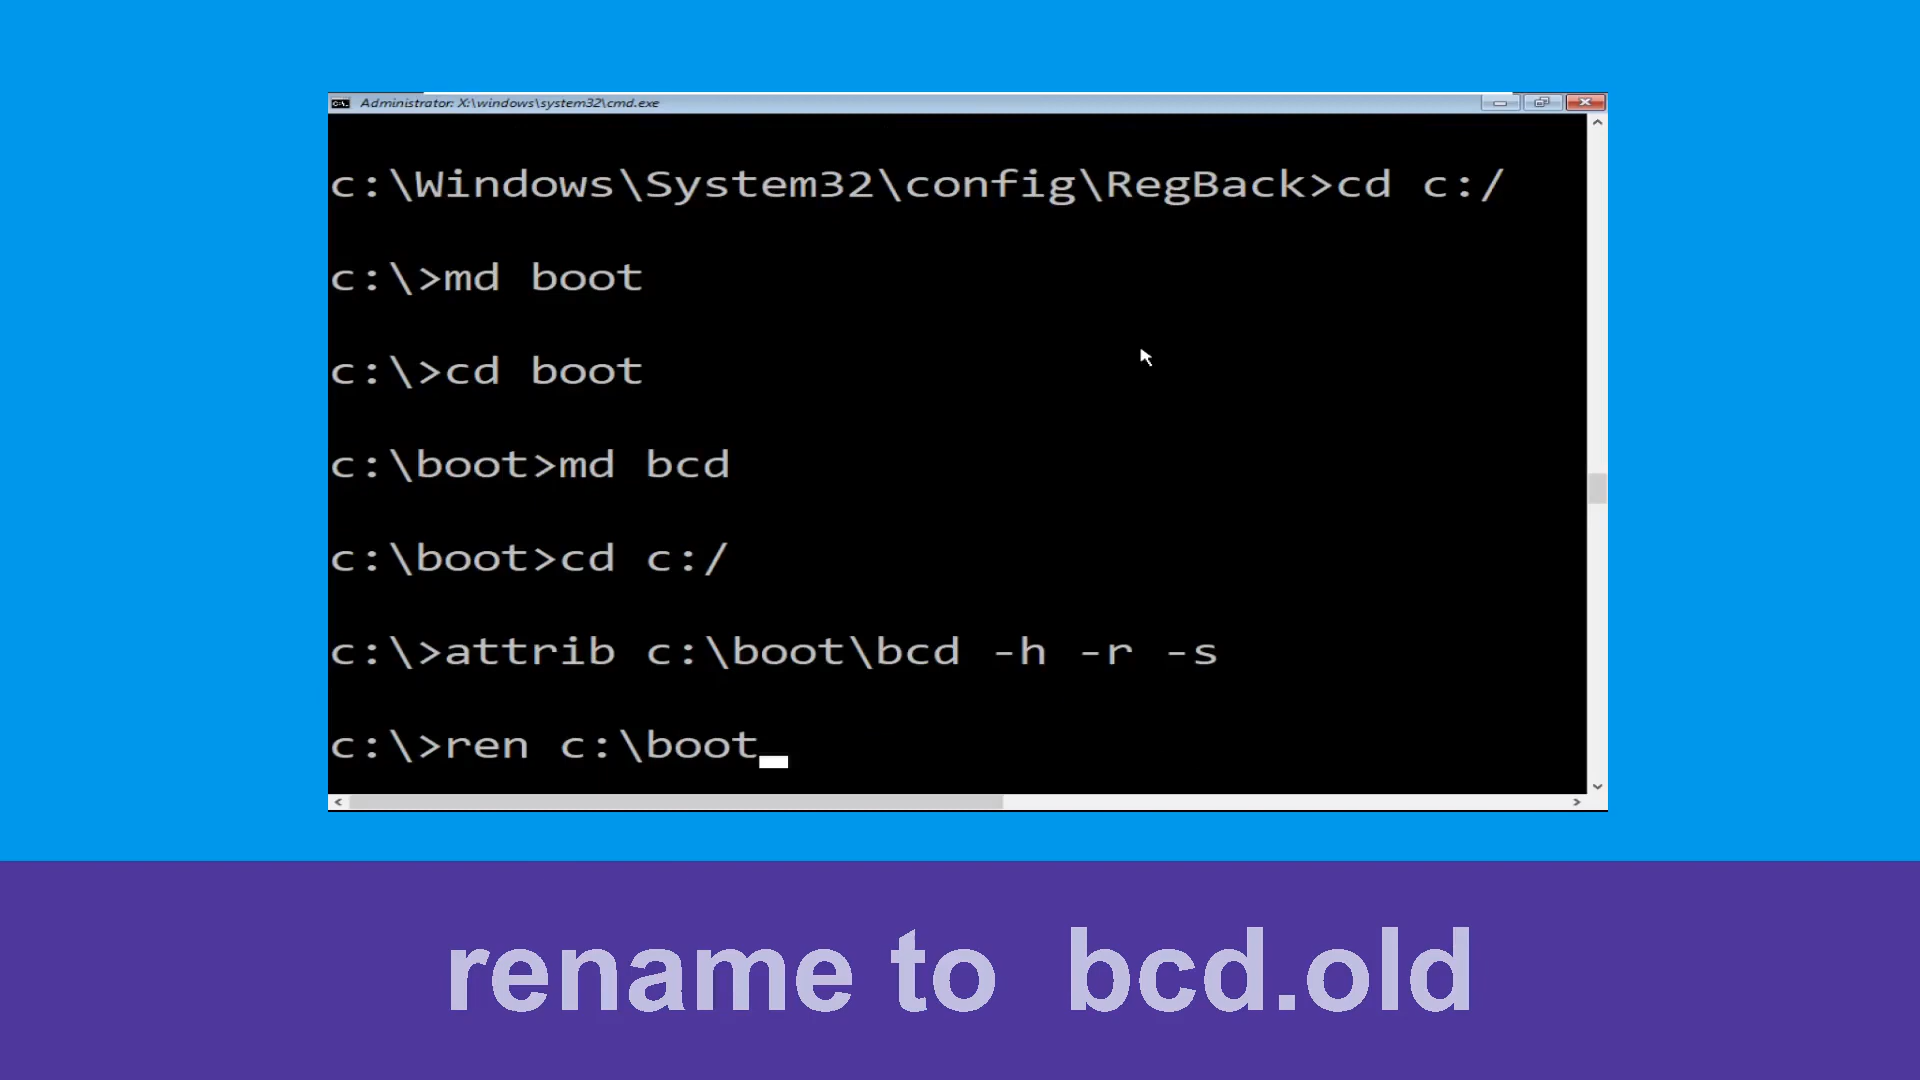 Administrator: X:\windows\system32\cmd.exe
c:\Windows\System32\config\RegBack>cd c:/
c:\>md boot
c:\>cd boot
c:\boot>md bcd
c:\boot>cd c:/
c:\>attrib c:\boot\bcd -h -r -s
c:\>ren c:\boot
rename to bcd.old